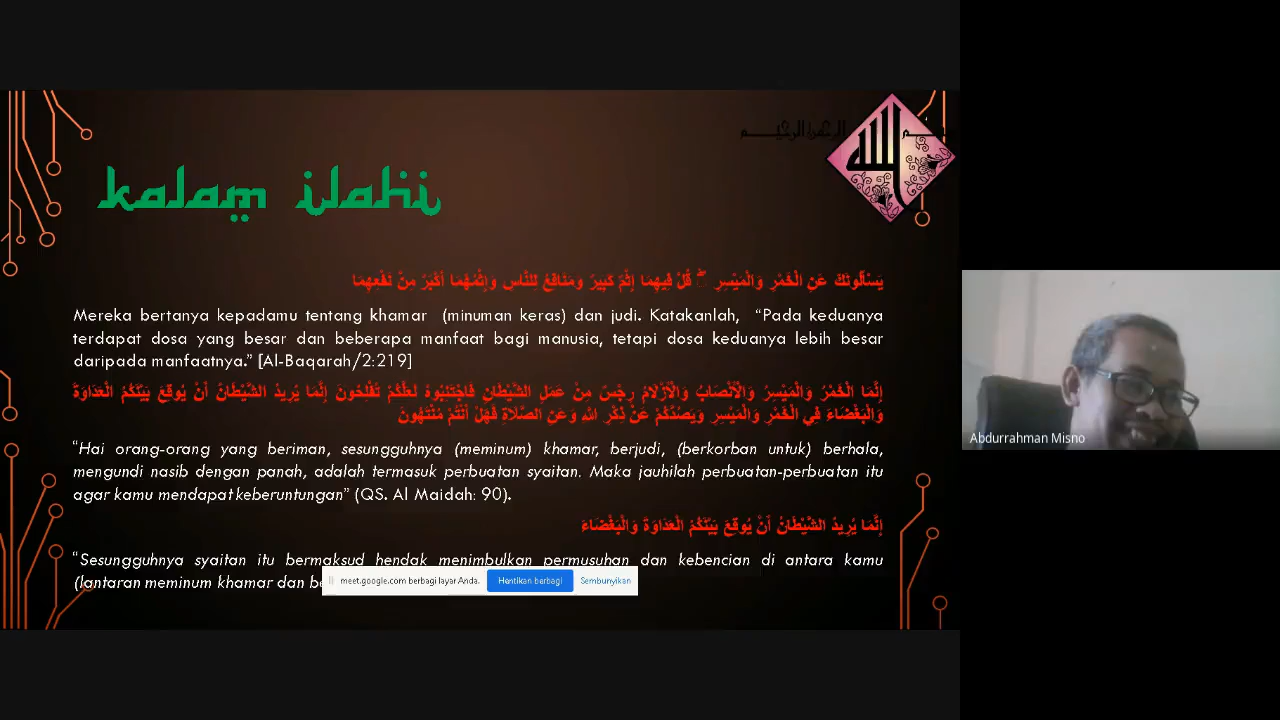 kalam ilahi
يَسْأَلُونَكَ عَنِ الْخَمْرِ وَالْمَيْسِرِ ۖ قُلْ فِيهِمَا إِثْمٌ كَبِيرٌ وَمَنَافِعُ لِلنَّاسِ وَإِثْمُهُمَا أَكْبَرُ مِنْ نَفْعِهِمَا
Mereka bertanya kepadamu tentang khamar (minuman keras) dan judi. Katakanlah, “Pada keduanya
terdapat dosa yang besar dan beberapa manfaat bagi manusia, tetapi dosa keduanya lebih besar
daripada manfaatnya.” [Al-Baqarah/2:219]
إِنَّمَا الْخَمْرُ وَالْمَيْسِرُ وَالْأَنْصَابُ وَالْأَزْلَامُ رِجْسٌ مِنْ عَمَلِ الشَّيْطَانِ فَاجْتَنِبُوهُ لَعَلَّكُمْ تُفْلِحُونَ إِنَّمَا يُرِيدُ الشَّيْطَانُ أَنْ يُوقِعَ بَيْنَكُمُ الْعَدَاوَةَ
وَالْبَغْضَاءَ فِي الْخَمْرِ وَالْمَيْسِرِ وَيَصُدَّكُمْ عَنْ ذِكْرِ اللَّهِ وَعَنِ الصَّلَاةِ فَهَلْ أَنْتُمْ مُنْتَهُونَ
“Hai orang-orang yang beriman, sesungguhnya (meminum) khamar, berjudi, (berkorban untuk) berhala,
mengundi nasib dengan panah, adalah termasuk perbuatan syaitan. Maka jauhilah perbuatan-perbuatan itu
agar kamu mendapat keberuntungan” (QS. Al Maidah: 90).
إِنَّمَا يُرِيدُ الشَّيْطَانُ أَنْ يُوقِعَ بَيْنَكُمُ الْعَدَاوَةَ وَالْبَغْضَاءَ
“Sesungguhnya syaitan itu bermaksud hendak menimbulkan permusuhan dan kebencian di antara kamu
(lantaran meminum khamar dan be
meet.google.com berbagi layar Anda. Hentikan berbagi Sembunyikan
Abdurrahman Misno